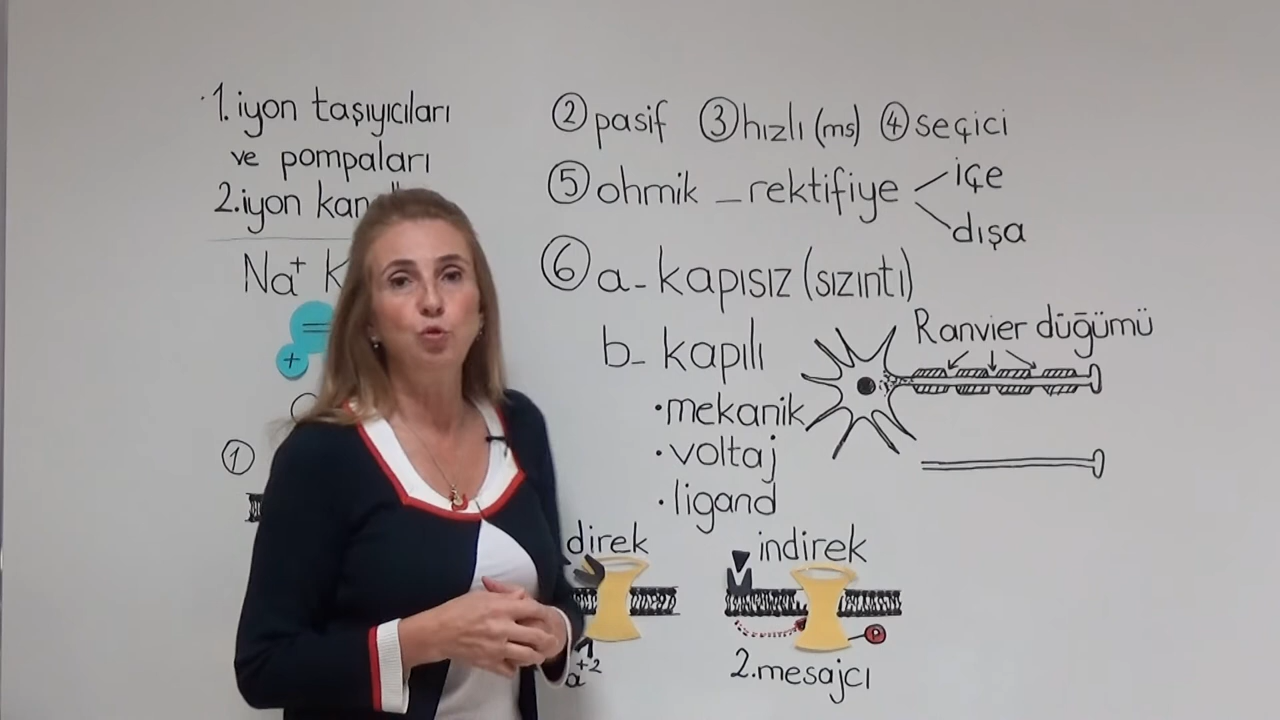 1. iyon taşıyıcıları
ve pompaları
2. iyon
Na⁺ K
=
+
①
② pasif ③ hızlı (ms) ④ seçici
⑤ ohmik _ rektifiye
içe
dışa
⑥ a- kapısız (sızıntı)
b- kapılı
• mekanik
• voltaj
• ligand
Ranvier düğümü
direk
+2
indirek
P
2. mesajcı